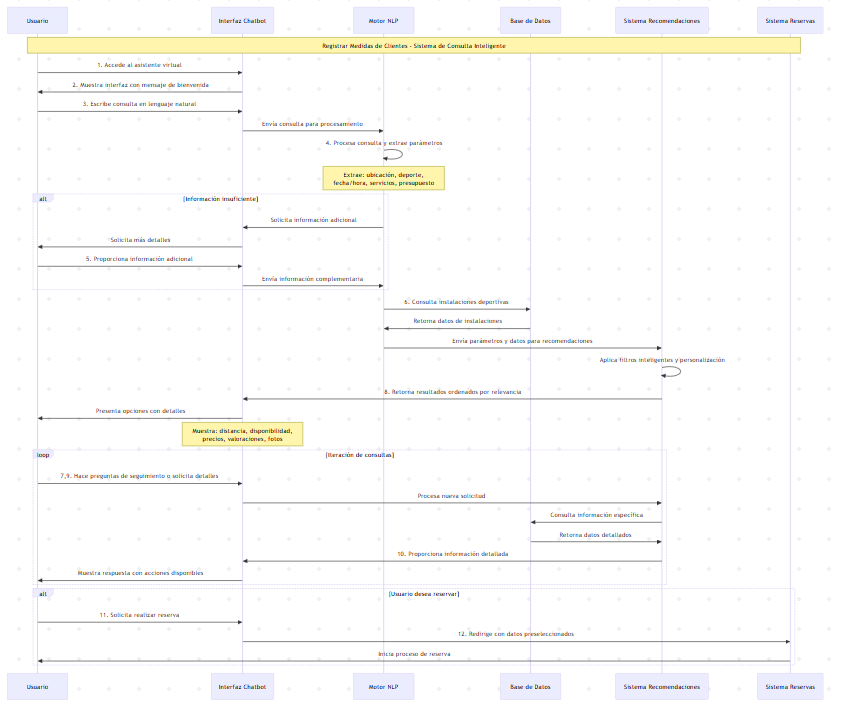 Usuario
Interfaz Chatbot
Motor NLP
Base de Datos
Sistema Recomendaciones
Sistema Reservas
Registrar Medidas de Clientes - Sistema de Consulta Inteligente
1. Accede al asistente virtual
2. Muestra interfaz con mensaje de bienvenida
3. Escribe consulta en lenguaje natural
Envía consulta para procesamiento
4. Procesa consulta y extrae parámetros
Extrae: ubicación, deporte,
fecha/hora, servicios, presupuesto
alt
[Información insuficiente]
Solicita información adicional
Solicita más detalles
5. Proporciona información adicional
Envía información complementaria
6. Consulta instalaciones deportivas
Retorna datos de instalaciones
Envía parámetros y datos para recomendaciones
Aplica filtros inteligentes y personalización
8. Retorna resultados ordenados por relevancia
Presenta opciones con detalles
Muestra: distancia, disponibilidad,
precios, valoraciones, fotos
loop
[Iteración de consultas]
7,9. Hace preguntas de seguimiento o solicita detalles
Procesa nueva solicitud
Consulta información específica
Retorna datos detallados
10. Proporciona información detallada
Muestra respuesta con acciones disponibles
alt
[Usuario desea reservar]
11. Solicita realizar reserva
12. Redirige con datos preseleccionados
Inicia proceso de reserva
Usuario
Interfaz Chatbot
Motor NLP
Base de Datos
Sistema Recomendaciones
Sistema Reservas